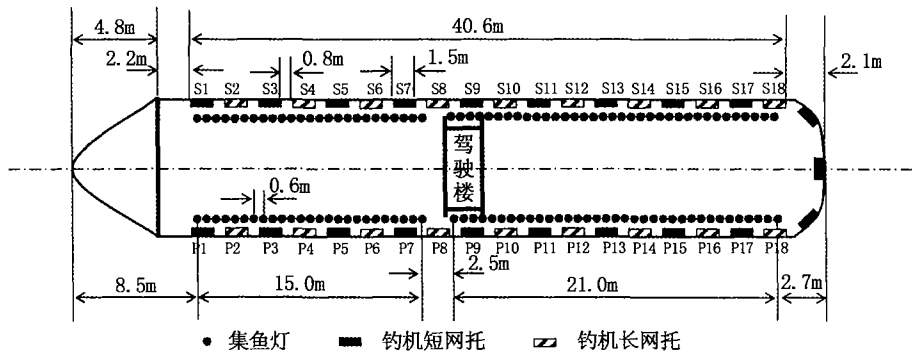 4.8m 40.6m
2.2m 0.8m 1.5m 2.1m
S1 S2 S3 S4 S5 S6 S7 S8 S9 S10 S11 S12 S13 S14 S15 S16 S17 S18
驾驶楼
0.6m
P1 P2 P3 P4 P5 P6 P7 P8 P9 P10 P11 P12 P13 P14 P15 P16 P17 P18
2.5m
8.5m 15.0m 21.0m 2.7m
集鱼灯 钓机短网托 钓机长网托